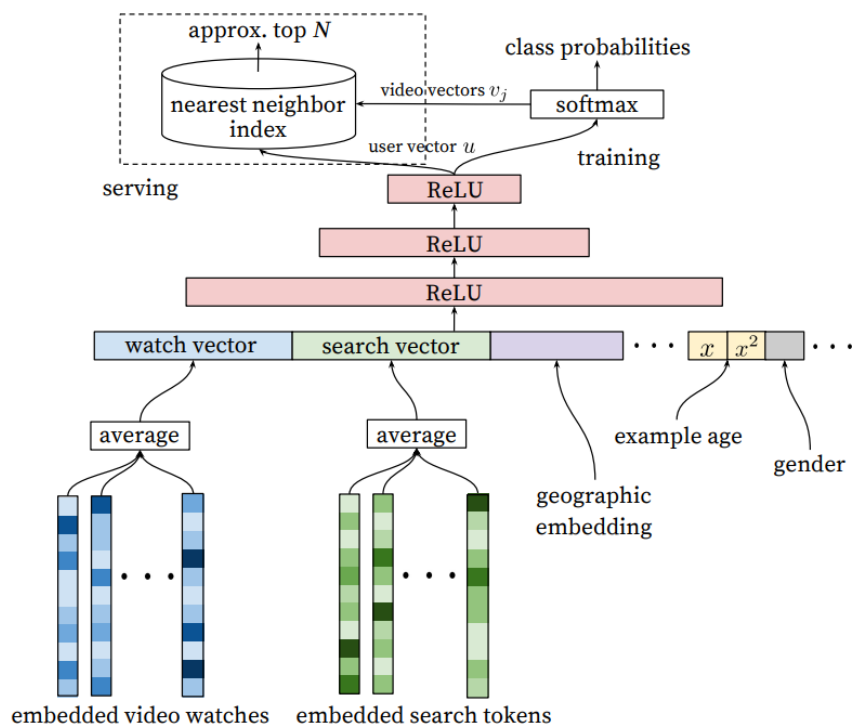 approx. top N
class probabilities
nearest neighbor
index
video vectors v_j
softmax
user vector u
training
serving
ReLU
ReLU
ReLU
watch vector
search vector
x
x²
average
average
example age
gender
geographic
embedding
embedded video watches
embedded search tokens